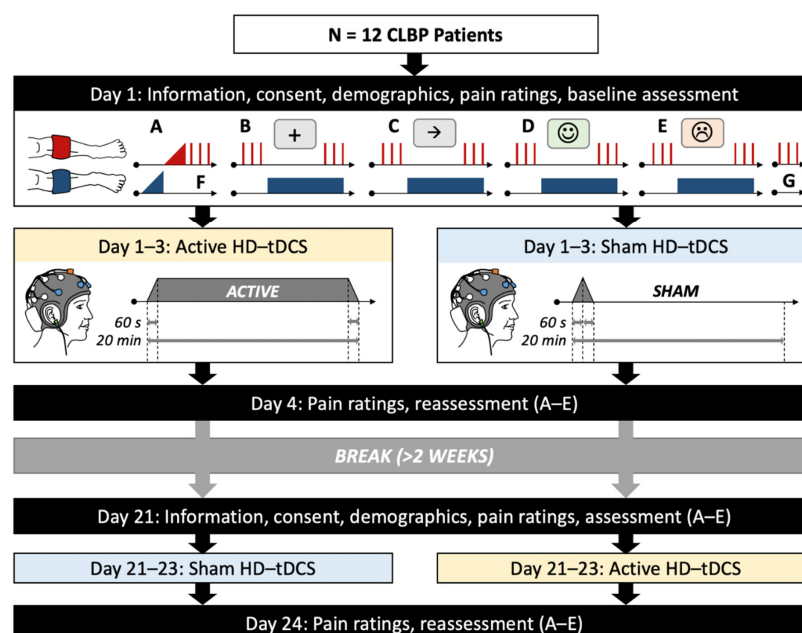 N = 12 CLBP Patients
Day 1: Information, consent, demographics, pain ratings, baseline assessment
A
B
C
D
E
F
G
Day 1–3: Active HD–tDCS
Day 1–3: Sham HD–tDCS
ACTIVE
60 s
20 min
SHAM
60 s
20 min
Day 4: Pain ratings, reassessment (A–E)
BREAK (>2 WEEKS)
Day 21: Information, consent, demographics, pain ratings, assessment (A–E)
Day 21–23: Sham HD–tDCS
Day 21–23: Active HD–tDCS
Day 24: Pain ratings, reassessment (A–E)